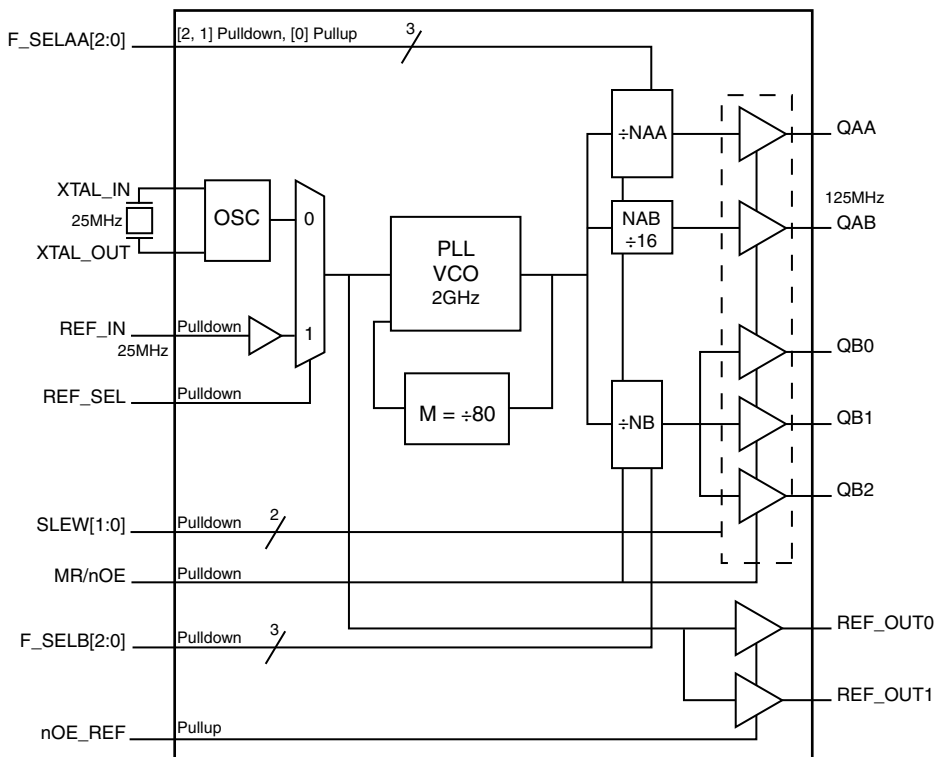 F_SELAA[2:0]
[2, 1] Pulldown, [0] Pullup
3
÷NAA
QAA
XTAL_IN
25MHz
XTAL_OUT
OSC
0
1
PLL
VCO
2GHz
NAB
÷16
125MHz
QAB
REF_IN
Pulldown
25MHz
REF_SEL
Pulldown
M = ÷80
÷NB
QB0
QB1
QB2
SLEW[1:0]
Pulldown
2
MR/nOE
Pulldown
F_SELB[2:0]
Pulldown
3
REF_OUT0
REF_OUT1
nOE_REF
Pullup